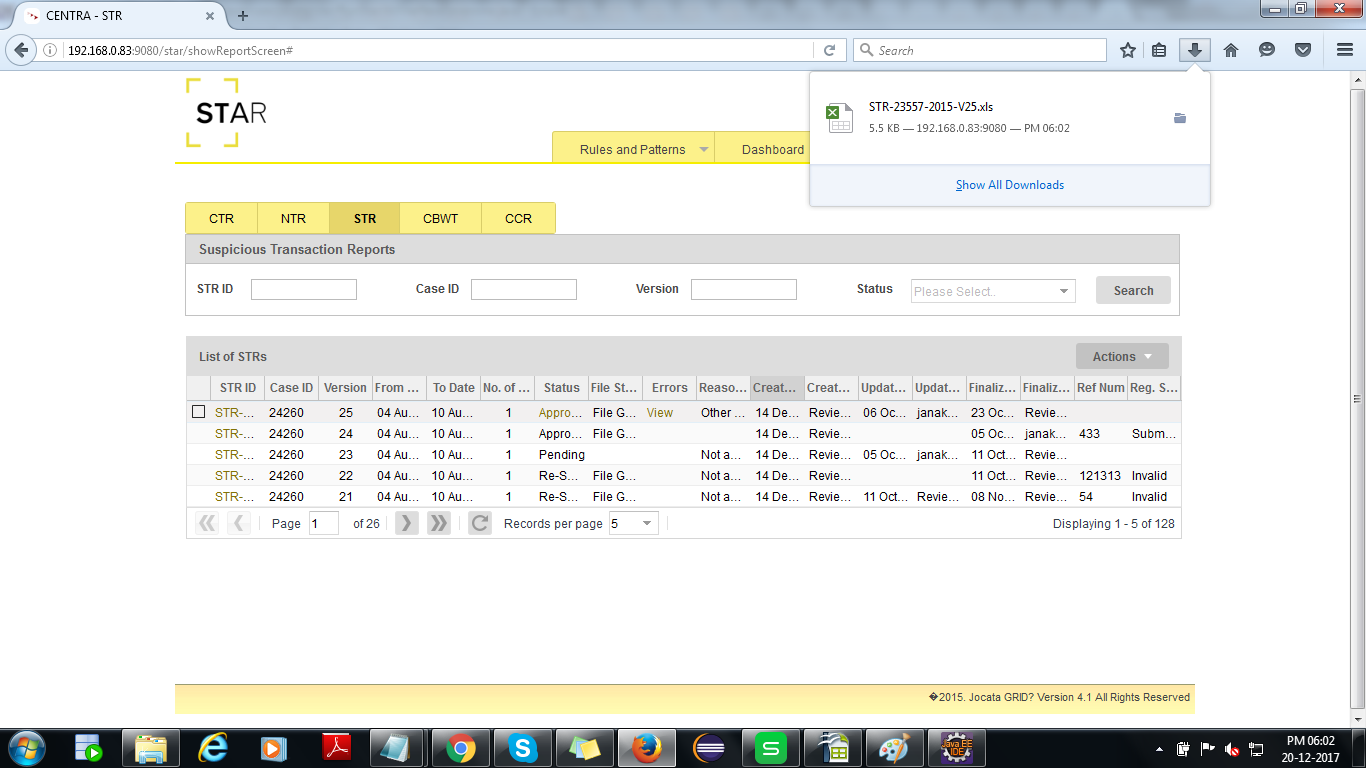 CENTRA - STR
192.168.0.83:9080/star/showReportScreen#
Search
STAR
STR-23557-2015-V25.xls
5.5 KB — 192.168.0.83:9080 — PM 06:02
Show All Downloads
Rules and Patterns Dashboard
CTR NTR STR CBWT CCR
Suspicious Transaction Reports
STR ID Case ID Version Status Please Select.. Search
List of STRs Actions
STR ID Case ID Version From ... To Date No. of ... Status File St... Errors Reaso... Creat... Creat... Updat... Updat... Finaliz... Finaliz... Ref Num Reg. S...
STR-... 24260 25 04 Au... 10 Au... 1 Appro... File G... View Other ... 14 De... Revie... 06 Oc... janak... 23 Oc... Revie...
STR-... 24260 24 04 Au... 10 Au... 1 Appro... File G... 14 De... Revie... 05 Oc... janak... 433 Subm...
STR-... 24260 23 04 Au... 10 Au... 1 Pending Not a... 14 De... Revie... 05 Oc... janak... 11 Oct... Revie...
STR-... 24260 22 04 Au... 10 Au... 1 Re-S... File G... Not a... 14 De... Revie... 11 Oct... Revie... 121313 Invalid
STR-... 24260 21 04 Au... 10 Au... 1 Re-S... File G... Not a... 14 De... Revie... 11 Oct... Revie... 08 No... Revie... 54 Invalid
Page 1 of 26 Records per page 5 Displaying 1 - 5 of 128
�2015. Jocata GRID? Version 4.1 All Rights Reserved
S
S
Java EE
IDE
PM 06:02
20-12-2017